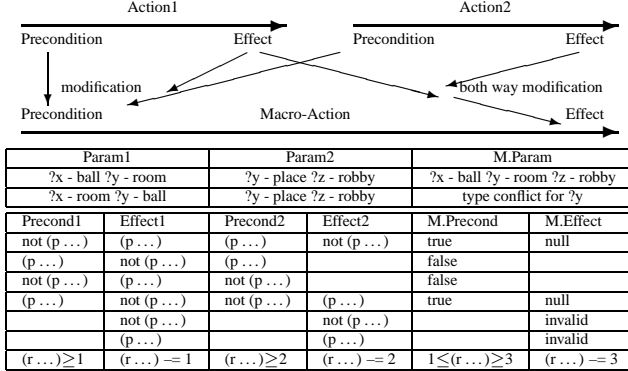 Action1 Action2
Precondition Effect Precondition Effect
modification both way modification
Precondition Macro-Action Effect
Param1 Param2 M.Param
?x - ball ?y - room ?y - place ?z - robby ?x - ball ?y - room ?z - robby
?x - room ?y - ball ?y - place ?z - robby type conflict for ?y
Precond1 Effect1 Precond2 Effect2 M.Precond M.Effect
not (p ...) (p ...) (p ...) not (p ...) true null
(p ...) not (p ...) (p ...) false
not (p ...) (p ...) not (p ...) false
(p ...) not (p ...) not (p ...) (p ...) true null
not (p ...) not (p ...) invalid
(p ...) (p ...) invalid
(r ...)≥1 (r ...) –= 1 (r ...)≥2 (r ...) –= 2 1≤(r ...)≥3 (r ...) –= 3